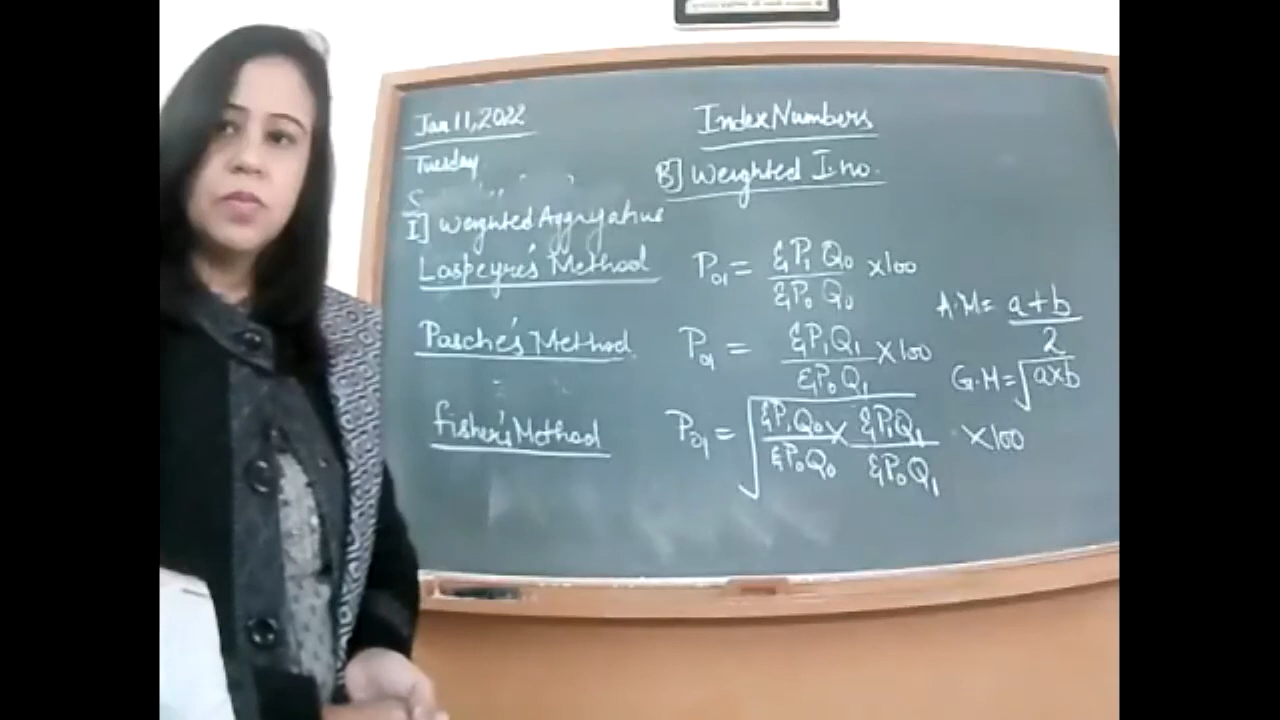 Jan 11, 2022
Index Numbers
Tuesday
B] Weighted I. no.
I] Weighted Aggregative
Laspeyre's Method P₀₁ = ΣP₁Q₀ / ΣP₀Q₀ ×100
A.M = a+b / 2
Pasche's Method P₀₁ = ΣP₁Q₁ / ΣP₀Q₁ ×100
G.M = √a×b
Fisher's Method P₀₁ = √ΣP₁Q₀ / ΣP₀Q₀ × ΣP₁Q₁ / ΣP₀Q₁ ×100